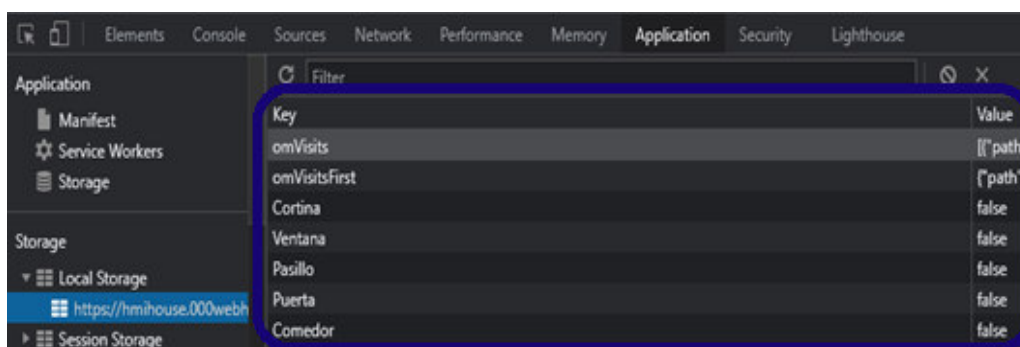 Elements Console Sources Network Performance Memory Application Security Lighthouse
Application
Manifest
Service Workers
Storage
Storage
Local Storage
https://hmihouse.000webh
Session Storage
Filter
Key Value
omVisits [{"path
omVisitsFirst {"path"
Cortina false
Ventana false
Pasillo false
Puerta false
Comedor false